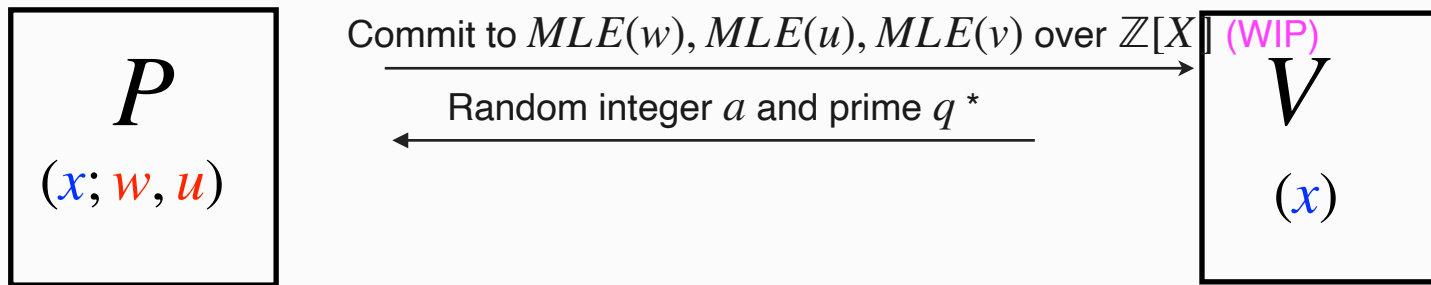 Commit to MLE(w), MLE(u), MLE(v) over ℤ[X] (WIP)
P
V
Random integer a and prime q *
(x; w, u)
(x)